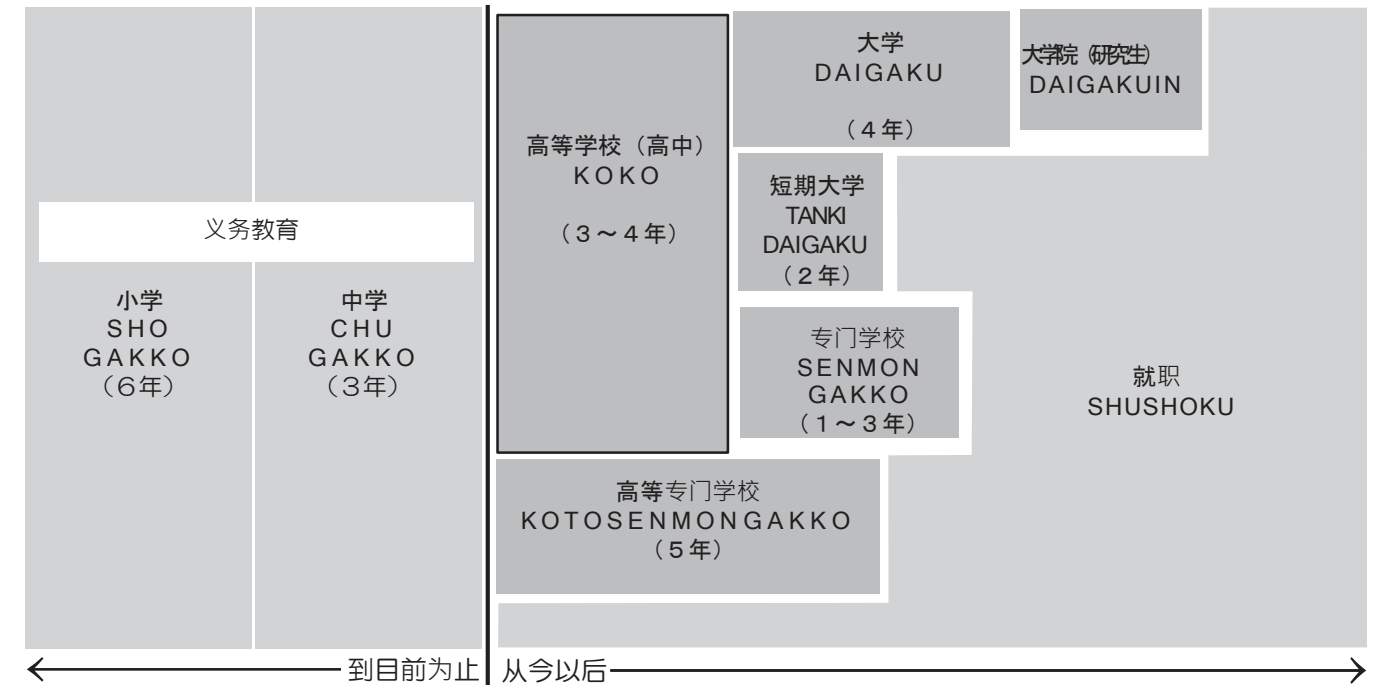 义务教育
小学
SHO
GAKKO
（6年）
中学
CHU
GAKKO
（3年）
高等学校（高中）
KOKO
（3～4年）
大学
DAIGAKU
（4年）
大学院（研究生）
DAIGAKUIN
短期大学
TANKI
DAIGAKU
（2年）
专门学校
SENMON
GAKKO
（1～3年）
高等专门学校
KOTOSENMONGAKKO
（5年）
就职
SHUSHOKU
到目前为止
从今以后